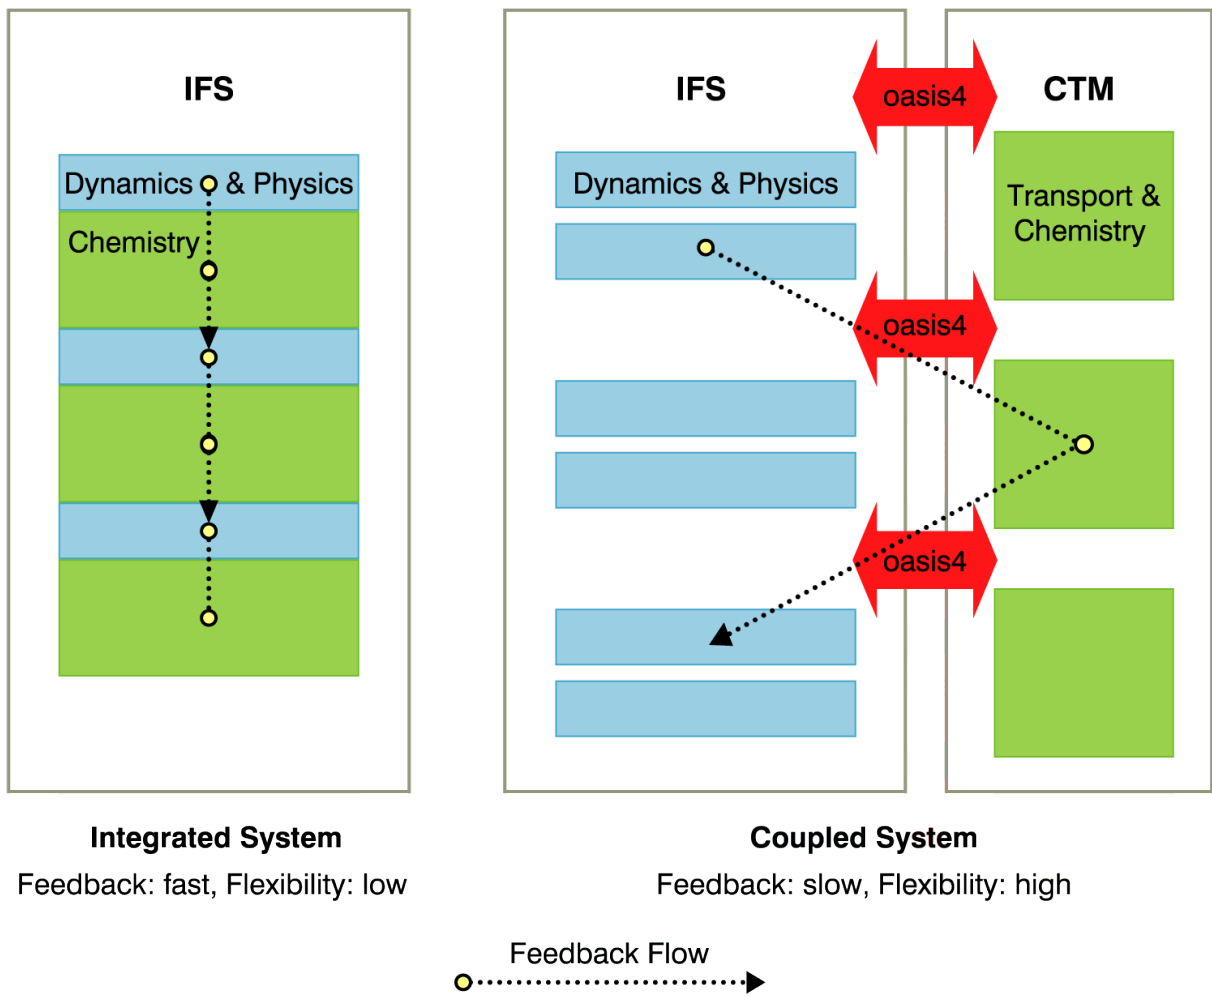 IFS
Dynamics & Physics
Chemistry
IFS
Dynamics & Physics
oasis4
oasis4
oasis4
CTM
Transport &
Chemistry
Integrated System
Feedback: fast, Flexibility: low
Coupled System
Feedback: slow, Flexibility: high
Feedback Flow